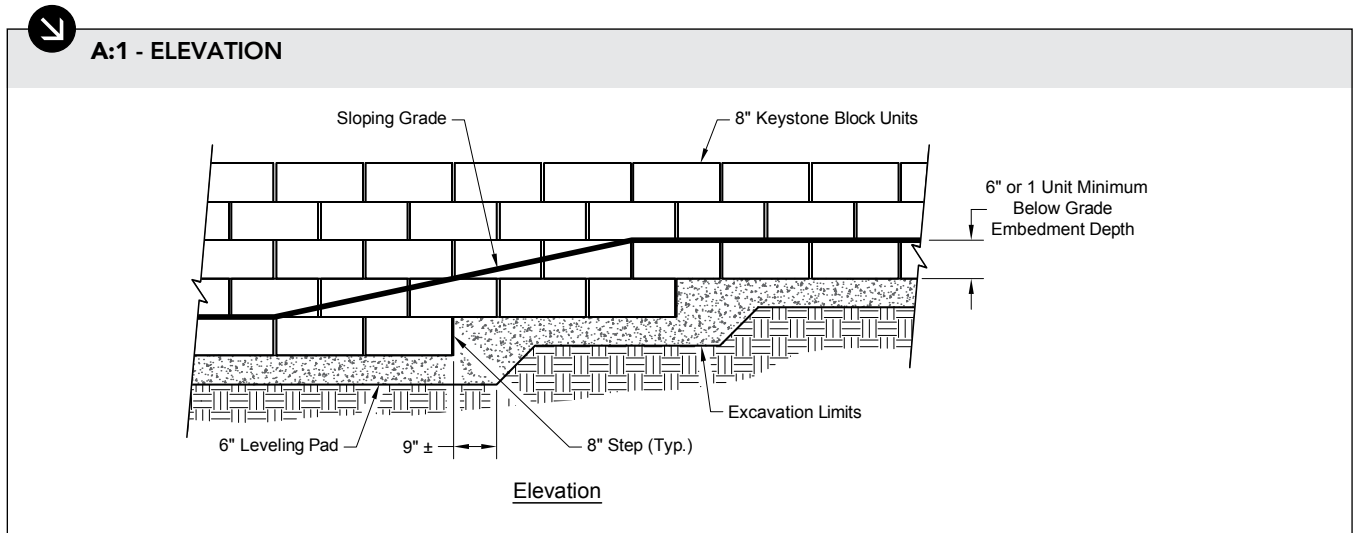 A:1 - ELEVATION
Sloping Grade
8" Keystone Block Units
6" or 1 Unit Minimum
Below Grade
Embedment Depth
Excavation Limits
6" Leveling Pad
9" ±
8" Step (Typ.)
Elevation